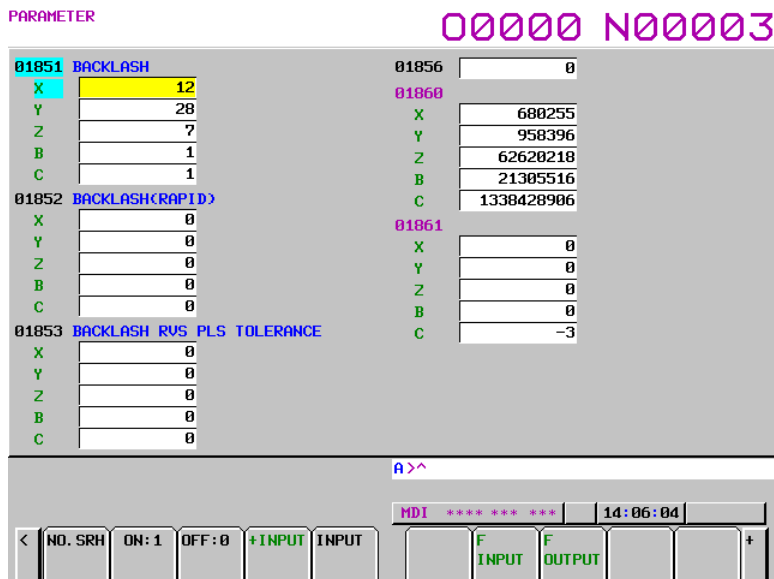 PARAMETER
O0000 N00003
01851 BACKLASH
X 12
Y 28
Z 7
B 1
C 1
01852 BACKLASH(RAPID)
X 0
Y 0
Z 0
B 0
C 0
01853 BACKLASH RVS PLS TOLERANCE
X 0
Y 0
Z 0
B 0
C 0
01856 0
01860
X 680255
Y 958396
Z 62620218
B 21305516
C 1338428906
01861
X 0
Y 0
Z 0
B 0
C -3
A>^
MDI **** *** *** 14:06:04
< NO. SRH ON:1 OFF:0 +INPUT INPUT F INPUT F OUTPUT +